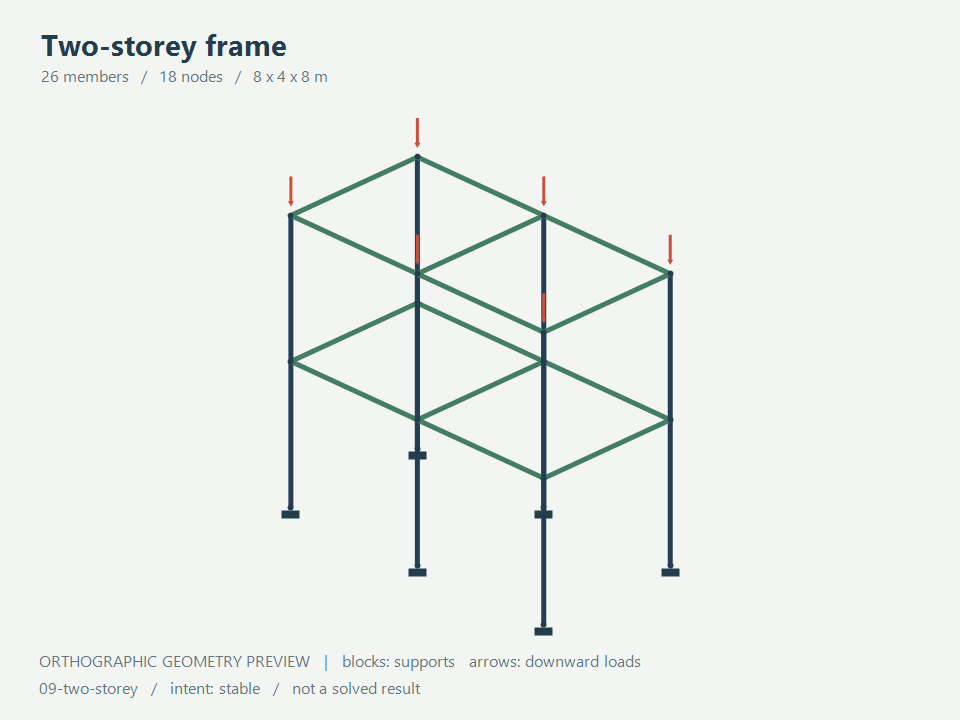 Two-storey frame
26 members / 18 nodes / 8 x 4 x 8 m
ORTHOGRAPHIC GEOMETRY PREVIEW | blocks: supports arrows: downward loads
09-two-storey / intent: stable / not a solved result